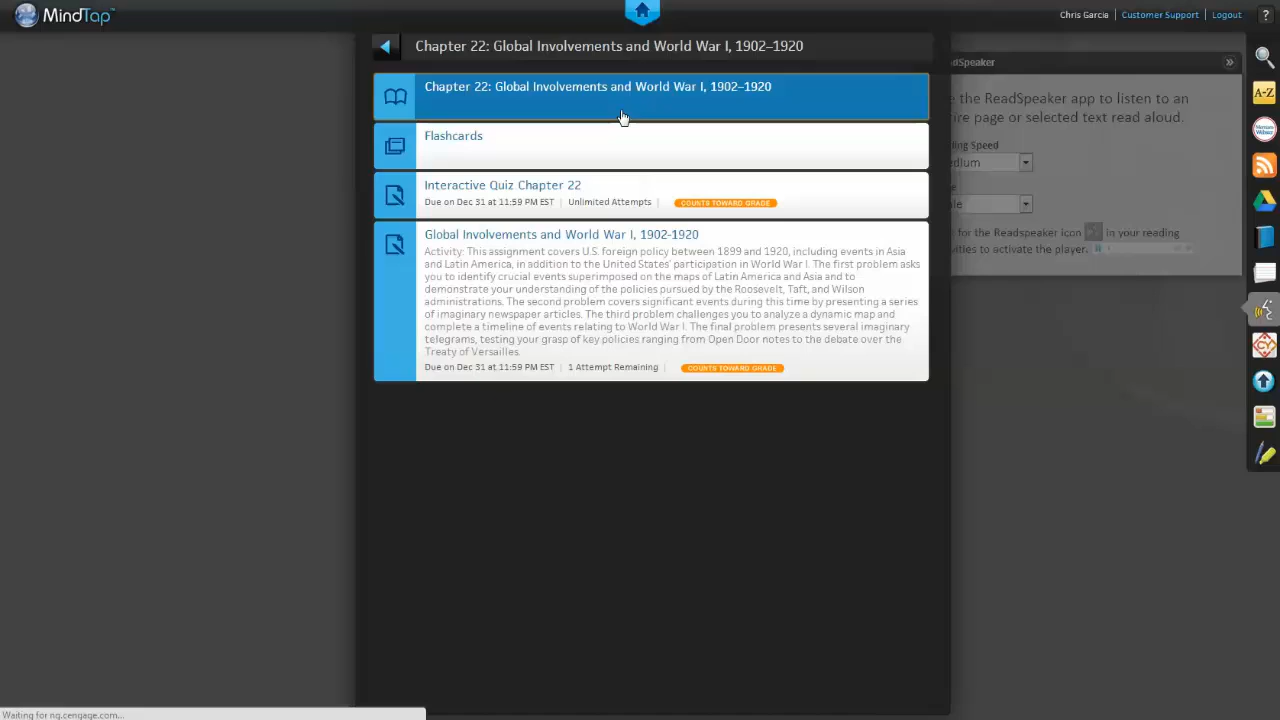 MindTap™
Chris Garcia | Customer Support | Logout ?
Chapter 22: Global Involvements and World War I, 1902–1920
Chapter 22: Global Involvements and World War I, 1902–1920
Flashcards
Interactive Quiz Chapter 22
Due on Dec 31 at 11:59 PM EST | Unlimited Attempts | COUNTS TOWARD GRADE
Global Involvements and World War I, 1902-1920
Activity: This assignment covers U.S. foreign policy between 1899 and 1920, including events in Asia
and Latin America, in addition to the United States' participation in World War I. The first problem asks
you to identify crucial events superimposed on the maps of Latin America and Asia and to
demonstrate your understanding of the policies pursued by the Roosevelt, Taft, and Wilson
administrations. The second problem covers significant events during this time by presenting a series
of imaginary newspaper articles. The third problem challenges you to analyze a dynamic map and
complete a timeline of events relating to World War I. The final problem presents several imaginary
telegrams, testing your grasp of key policies ranging from Open Door notes to the debate over the
Treaty of Versailles.
Due on Dec 31 at 11:59 PM EST | 1 Attempt Remaining | COUNTS TOWARD GRADE
adSpeaker »
e the ReadSpeaker app to listen to an
ire page or selected text read aloud.
ling Speed
edium
e
ale
k for the Readspeaker icon in your reading
ivities to activate the player.
A-Z
Waiting for ng.cengage.com...